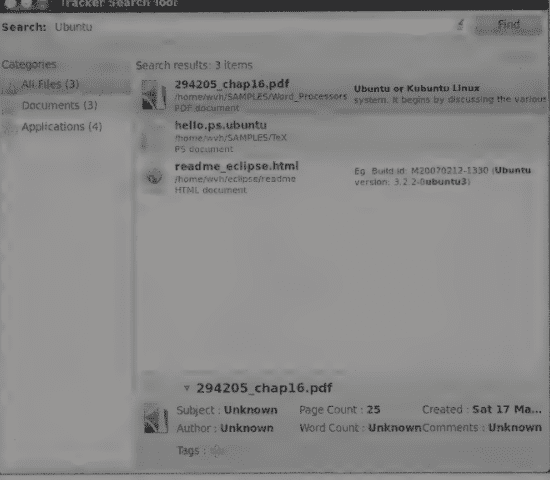 Tracker Search Tool
Search: Ubuntu
Find
Categories
All Files (3)
Documents (3)
Applications (4)
Search results: 3 items
294205_chap16.pdf
/home/wvh/SAMPLES/Word_Processors
PDF document
Ubuntu or Kubuntu Linux
system. It begins by discussing the various
hello.ps.ubuntu
/home/wvh/SAMPLES/TeX
PS document
readme_eclipse.html
/home/wvh/eclipse/readme
HTML document
Eg. Build id: M20070212-1330 (Ubuntu
version: 3.2.2-0ubuntu3)
294205_chap16.pdf
Subject : Unknown Page Count : 25 Created : Sat 17 Ma...
Author : Unknown Word Count : Unknown Comments : Unknown
Tags :